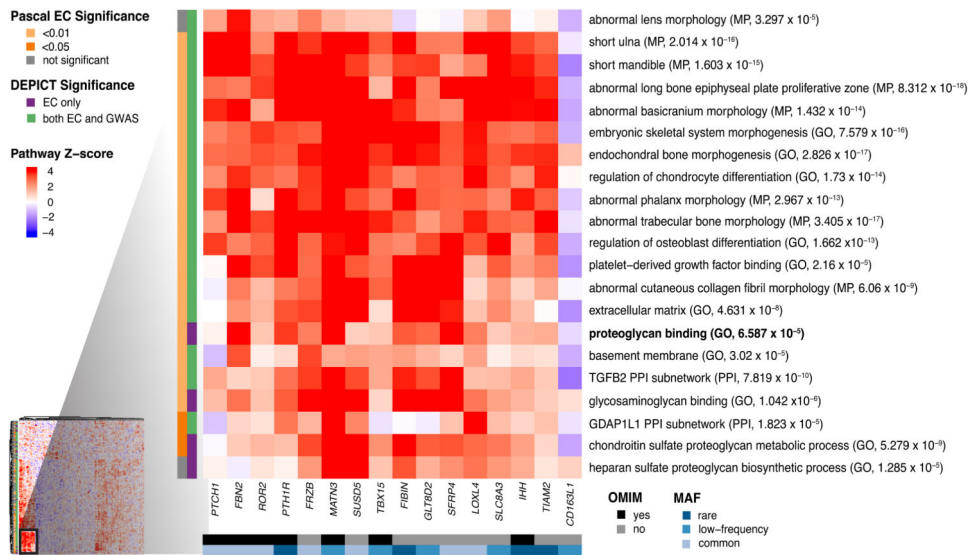 Pascal EC Significance
<0.01
<0.05
not significant
DEPICT Significance
EC only
both EC and GWAS
Pathway Z−score
4
2
0
−2
−4
abnormal lens morphology (MP, 3.297 x 10⁻⁵)
short ulna (MP, 2.014 x 10⁻¹⁶)
short mandible (MP, 1.603 x 10⁻¹⁵)
abnormal long bone epiphyseal plate proliferative zone (MP, 8.312 x 10⁻¹⁸)
abnormal basicranium morphology (MP, 1.432 x 10⁻¹⁴)
embryonic skeletal system morphogenesis (GO, 7.579 x 10⁻¹⁶)
endochondral bone morphogenesis (GO, 2.826 x 10⁻¹⁷)
regulation of chondrocyte differentiation (GO, 1.73 x 10⁻¹⁴)
abnormal phalanx morphology (MP, 2.967 x 10⁻¹³)
abnormal trabecular bone morphology (MP, 3.405 x 10⁻¹⁷)
regulation of osteoblast differentiation (GO, 1.662 x10⁻¹³)
platelet−derived growth factor binding (GO, 2.16 x 10⁻⁵)
abnormal cutaneous collagen fibril morphology (MP, 6.06 x 10⁻⁹)
extracellular matrix (GO, 4.631 x 10⁻⁸)
proteoglycan binding (GO, 6.587 x 10⁻⁵)
basement membrane (GO, 3.02 x 10⁻⁵)
TGFB2 PPI subnetwork (PPI, 7.819 x 10⁻¹⁰)
glycosaminoglycan binding (GO, 1.042 x10⁻⁶)
GDAP1L1 PPI subnetwork (PPI, 1.823 x 10⁻⁵)
chondroitin sulfate proteoglycan metabolic process (GO, 5.279 x 10⁻⁹)
heparan sulfate proteoglycan biosynthetic process (GO, 1.285 x 10⁻⁵)
PTCH1
FBN2
ROR2
PTH1R
FRZB
MATN3
SUSD5
TBX15
FIBIN
GLT8D2
SFRP4
LOXL4
SLC8A3
IHH
TIAM2
CD163L1
OMIM
yes
no
MAF
rare
low−frequency
common